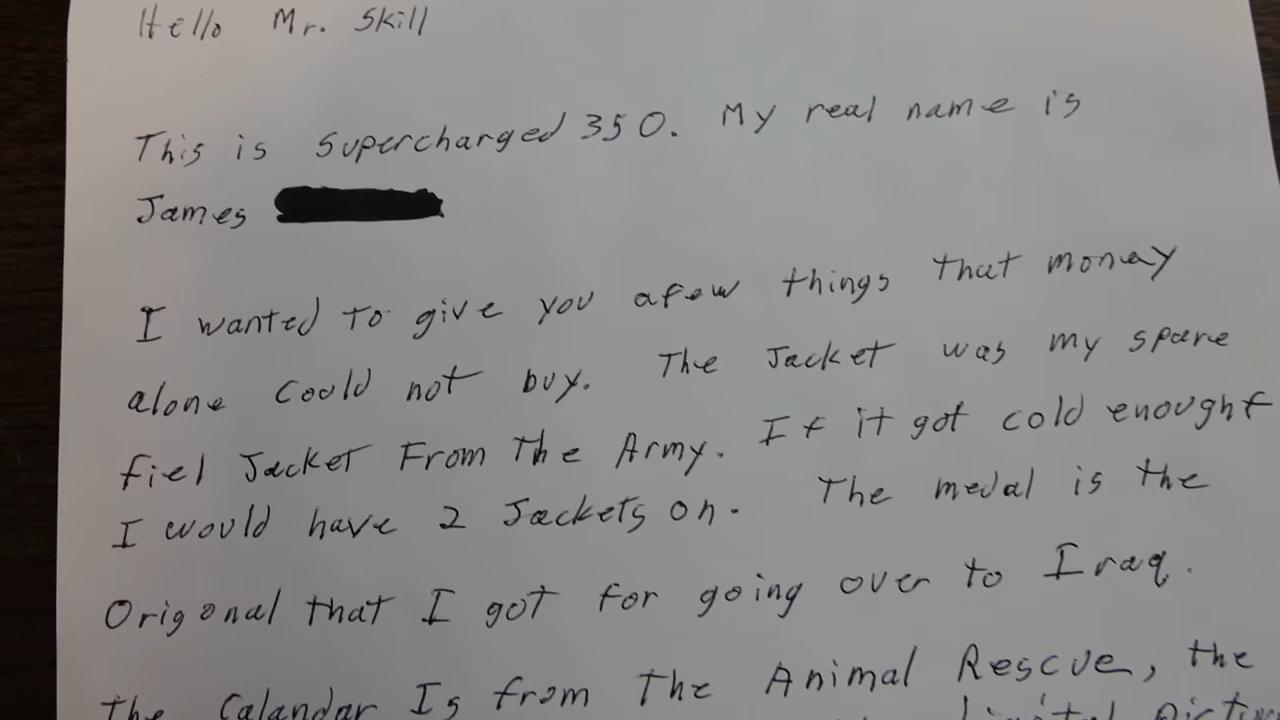 Hello Mr. Skill
This is Supercharged 350. My real name is
James
I wanted to give you afew things that money
alone could not buy. The Jacket was my spare
fiel Jacket From The Army. If it got cold enought
I would have 2 Jackets on. The medal is the
Origonal that I got for going over to Iraq.
The Calandar Is from The Animal Rescue, the